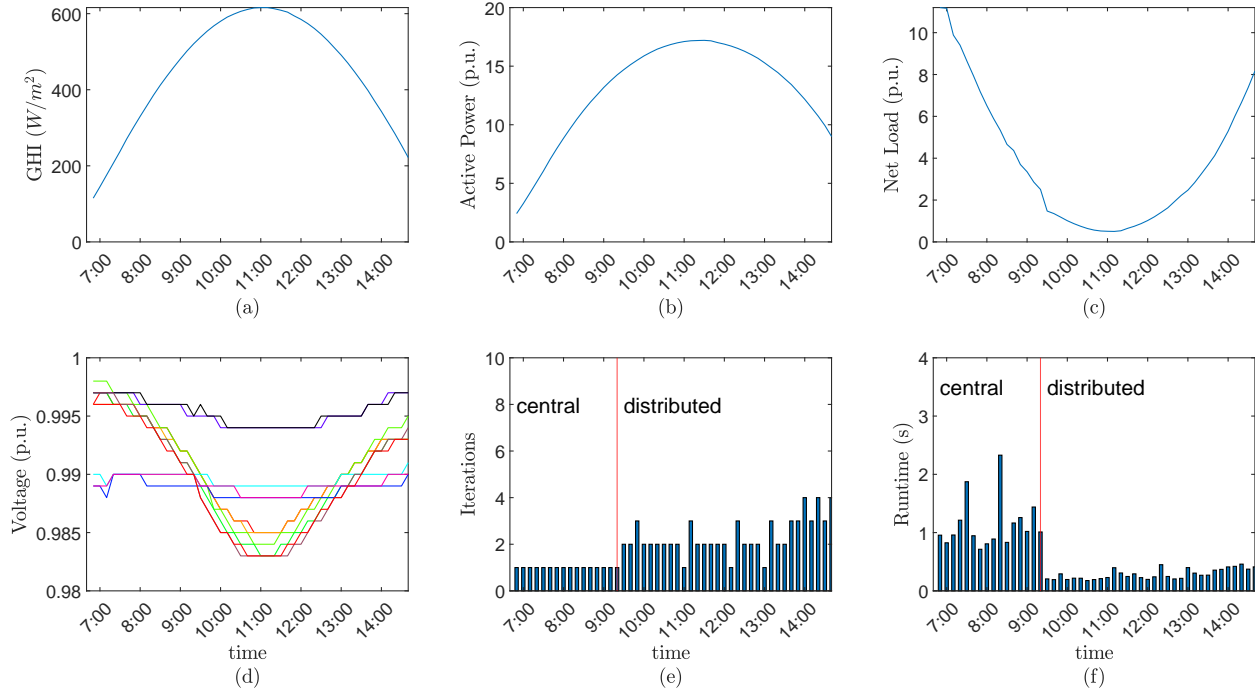 GHI (W/m²)
600
400
200
0
7:00 8:00 9:00 10:00 11:00 12:00 13:00 14:00
(a)
Active Power (p.u.)
20
15
10
5
0
7:00 8:00 9:00 10:00 11:00 12:00 13:00 14:00
(b)
Net Load (p.u.)
10
8
6
4
2
0
7:00 8:00 9:00 10:00 11:00 12:00 13:00 14:00
(c)
Voltage (p.u.)
1
0.995
0.99
0.985
0.98
7:00 8:00 9:00 10:00 11:00 12:00 13:00 14:00
time
(d)
Iterations
10
8
6
4
2
0
central distributed
7:00 8:00 9:00 10:00 11:00 12:00 13:00 14:00
time
(e)
Runtime (s)
4
3
2
1
0
central distributed
7:00 8:00 9:00 10:00 11:00 12:00 13:00 14:00
time
(f)